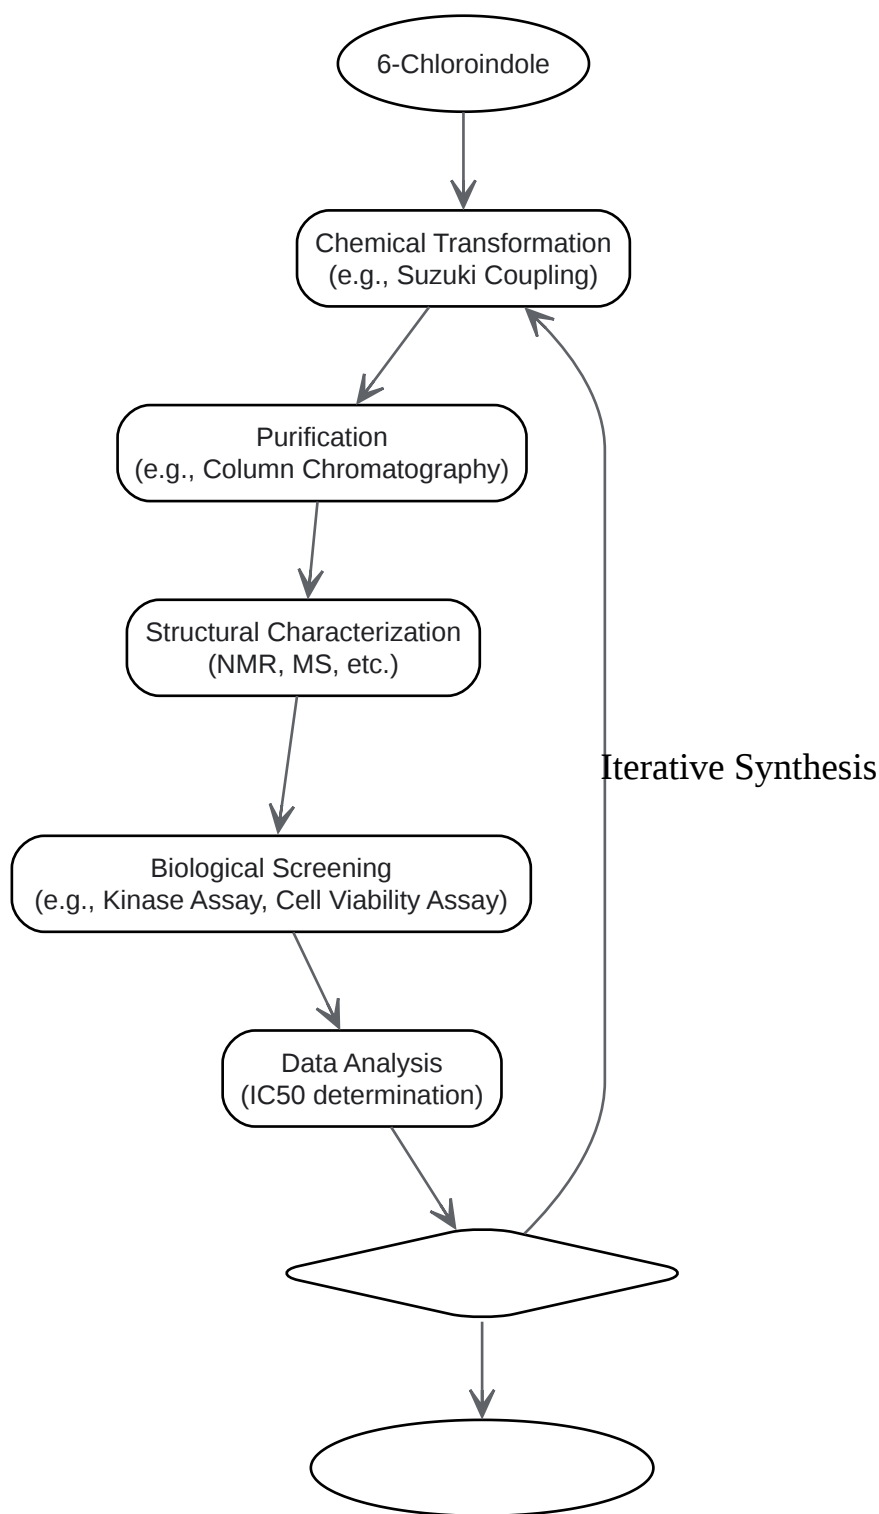 6-Chloroindole
Chemical Transformation
(e.g., Suzuki Coupling)
Purification
(e.g., Column Chromatography)
Structural Characterization
(NMR, MS, etc.)
Iterative Synthesis
Biological Screening
(e.g., Kinase Assay, Cell Viability Assay)
Data Analysis
(IC50 determination)